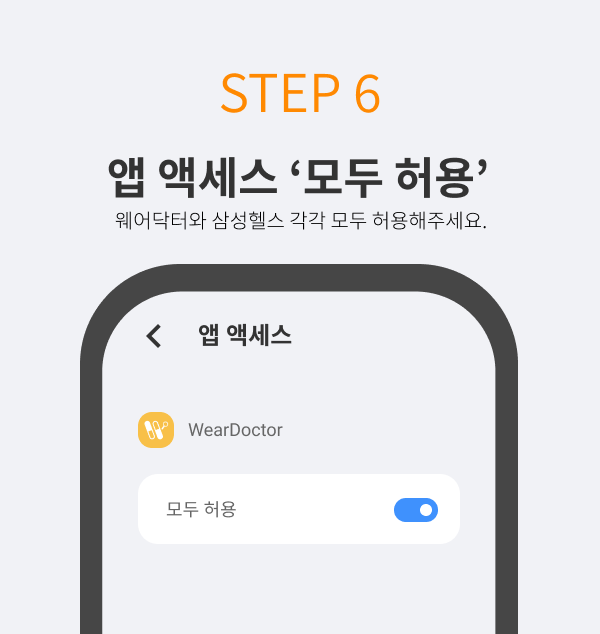 STEP 6
앱 액세스 ‘모두 허용’
웨어닥터와 삼성헬스 각각 모두 허용해주세요.
앱 액세스
WearDoctor
모두 허용